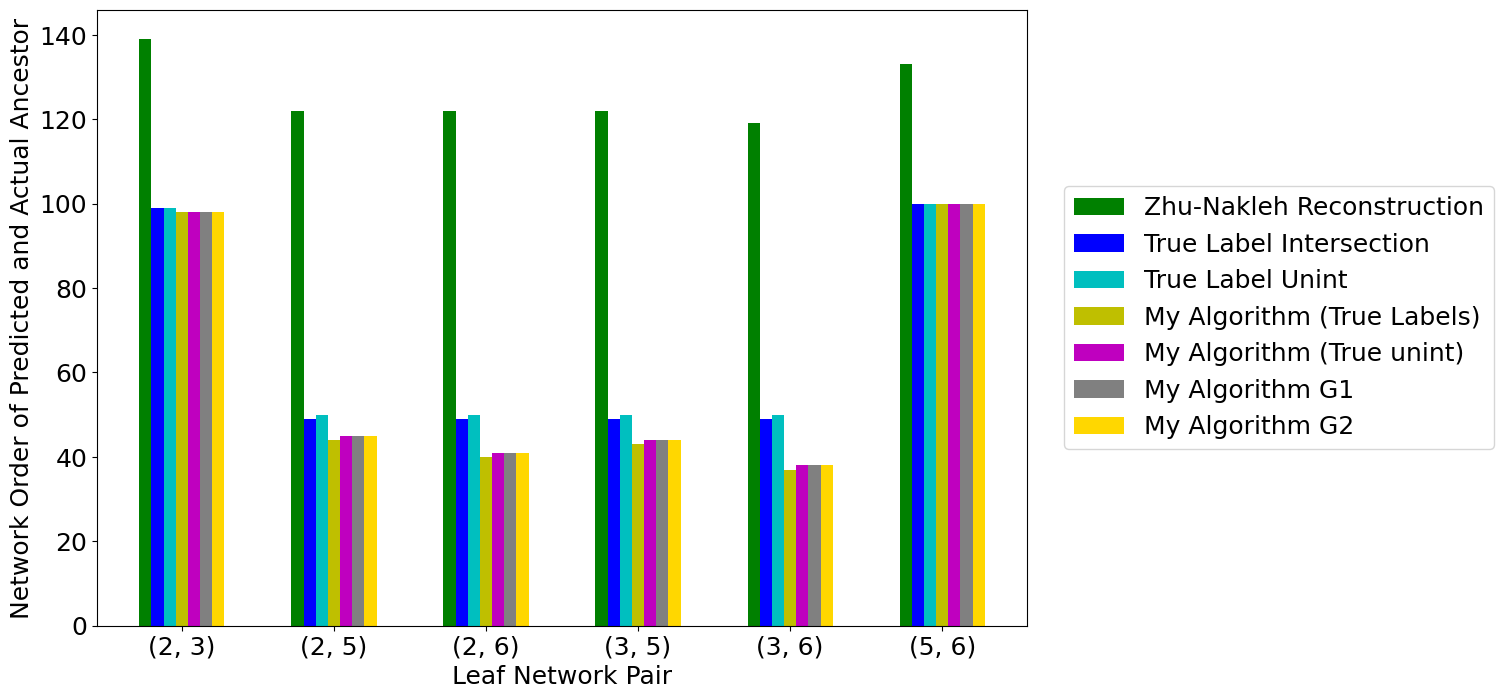 Network Order of Predicted and Actual Ancestor
140
120
100
80
60
40
20
0
(2, 3) (2, 5) (2, 6) (3, 5) (3, 6) (5, 6)
Leaf Network Pair
Zhu-Nakleh Reconstruction
True Label Intersection
True Label Unint
My Algorithm (True Labels)
My Algorithm (True unint)
My Algorithm G1
My Algorithm G2